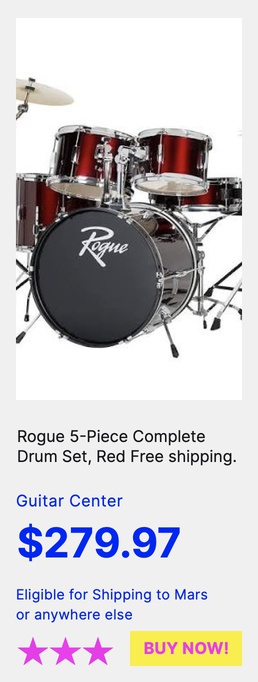 Rogue
Rogue 5-Piece Complete
Drum Set, Red Free shipping.
Guitar Center
$279.97
Eligible for Shipping to Mars
or anywhere else
BUY NOW!